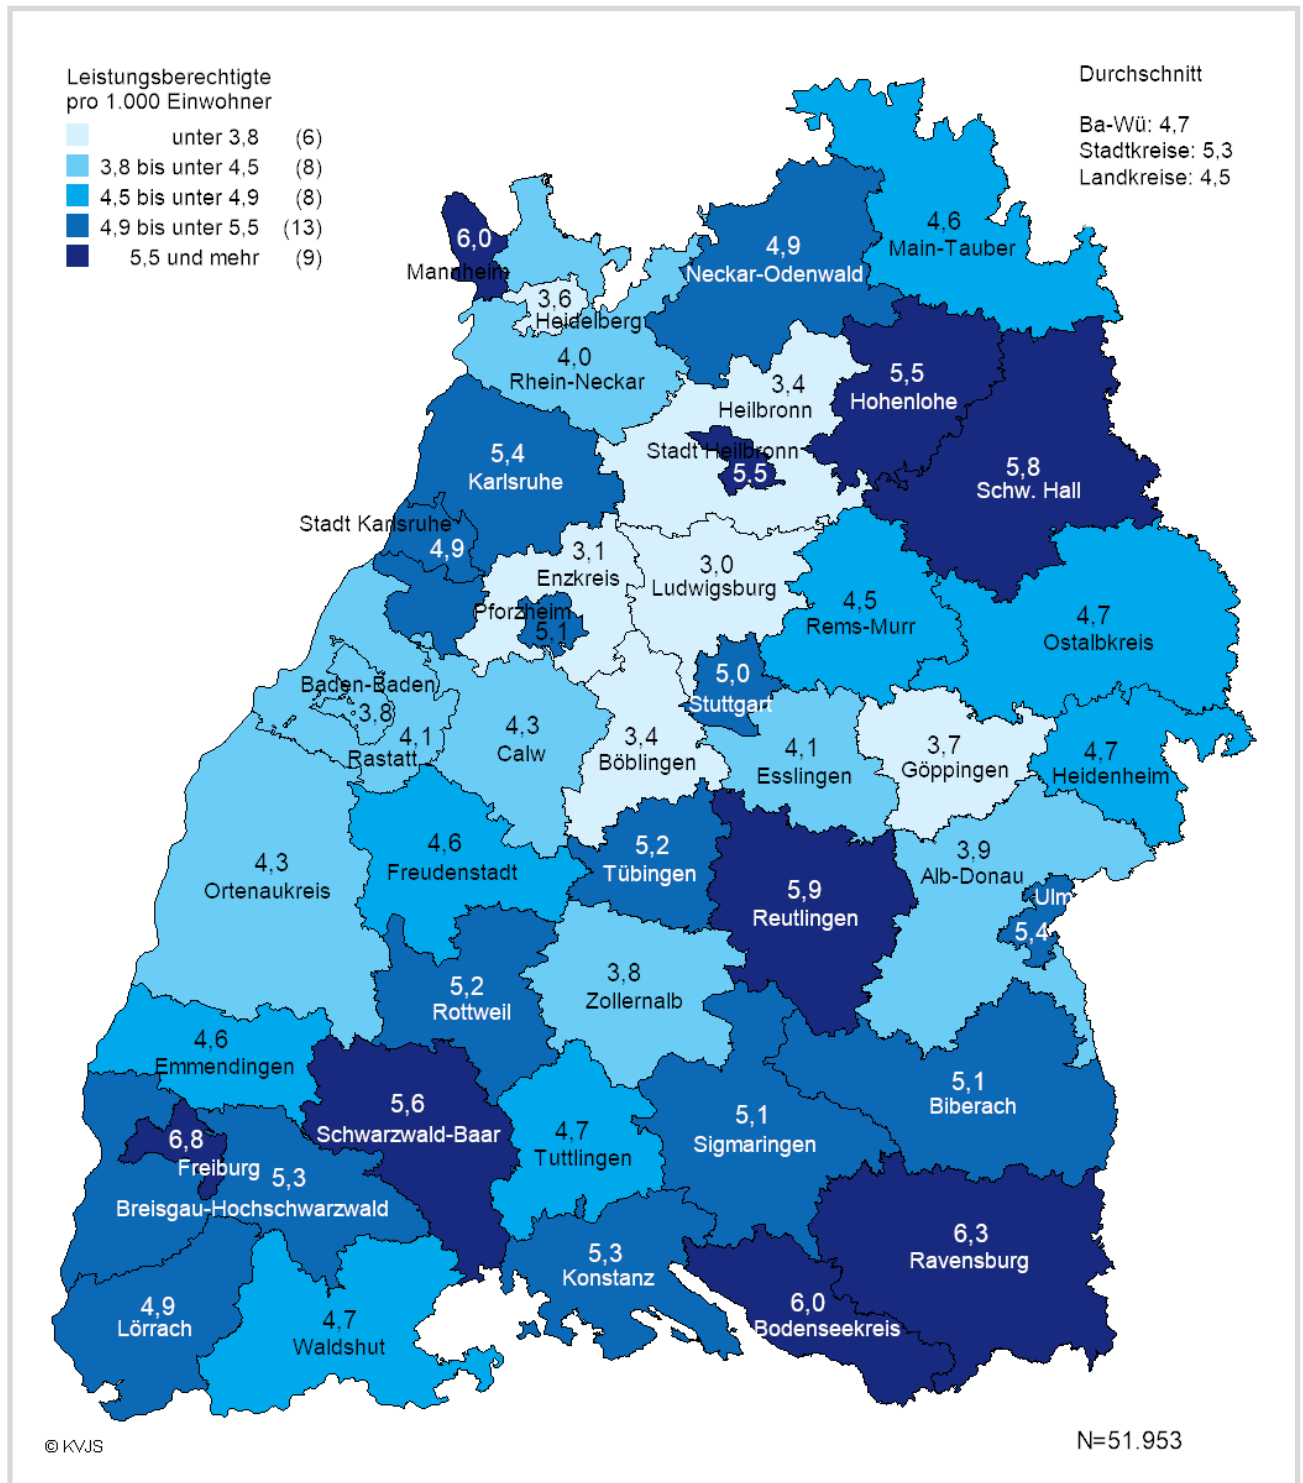 Leistungsberechtigte
pro 1.000 Einwohner
unter 3,8 (6)
3,8 bis unter 4,5 (8)
4,5 bis unter 4,9 (8)
4,9 bis unter 5,5 (13)
5,5 und mehr (9)
Durchschnitt
Ba-Wü: 4,7
Stadtkreise: 5,3
Landkreise: 4,5
4,6
Main-Tauber
6,0
Mannheim
4,9
Neckar-Odenwald
3,6
Heidelberg
4,0
Rhein-Neckar
3,4
Heilbronn
5,5
Hohenlohe
Stadt Heilbronn
5,5
5,4
Karlsruhe
5,8
Schw. Hall
Stadt Karlsruhe
4,9
3,1
Enzkreis
3,0
Ludwigsburg
Pforzheim
5,1
4,5
Rems-Murr
4,7
Ostalbkreis
5,0
Stuttgart
Baden-Baden
3,8
4,1
Rastatt
4,3
Calw
3,4
Böblingen
4,1
Esslingen
3,7
Göppingen
4,7
Heidenheim
4,3
Ortenaukreis
4,6
Freudenstadt
5,2
Tübingen
5,9
Reutlingen
3,9
Alb-Donau
Ulm
5,4
5,2
Rottweil
3,8
Zollernalb
4,6
Emmendingen
5,6
Schwarzwald-Baar
4,7
Tuttlingen
5,1
Sigmaringen
5,1
Biberach
6,8
Freiburg
5,3
Breisgau-Hochschwarzwald
5,3
Konstanz
6,3
Ravensburg
4,9
Lörrach
4,7
Waldshut
6,0
Bodenseekreis
© KVJS
N=51.953